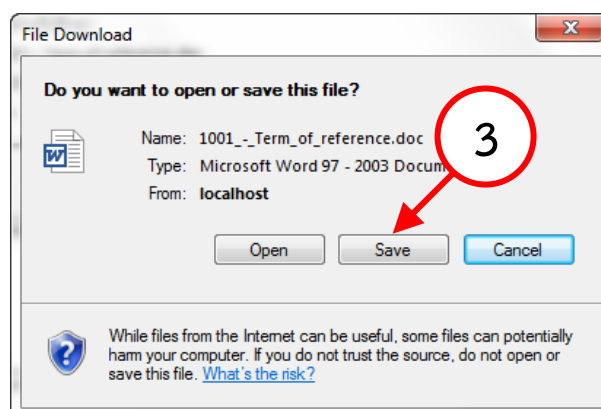 File Download
Do you want to open or save this file?
Name: 1001_-_Term_of_reference.doc
3
Type: Microsoft Word 97 - 2003
From: localhost
Open Save Cancel
While files from the Internet can be useful, some files can potentially
harm your computer. If you do not trust the source, do not open or
save this file. What's the risk?